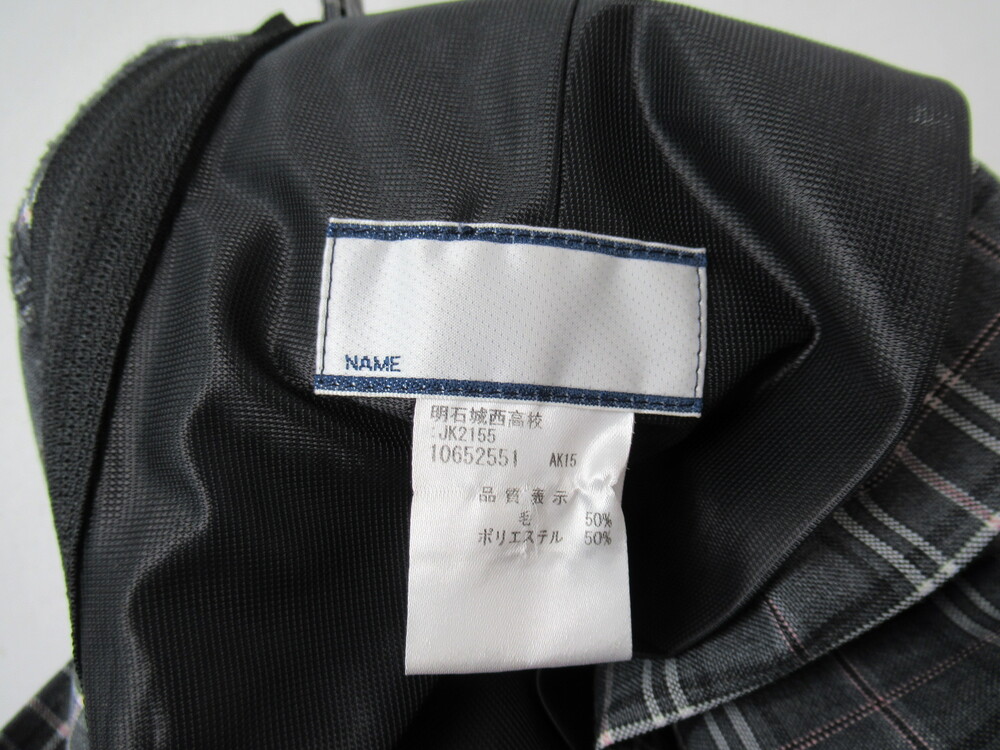 NAME
明石城西高校
:JK2155
10652551 AK15
品質表示
毛 50%
ポリエステル 50%